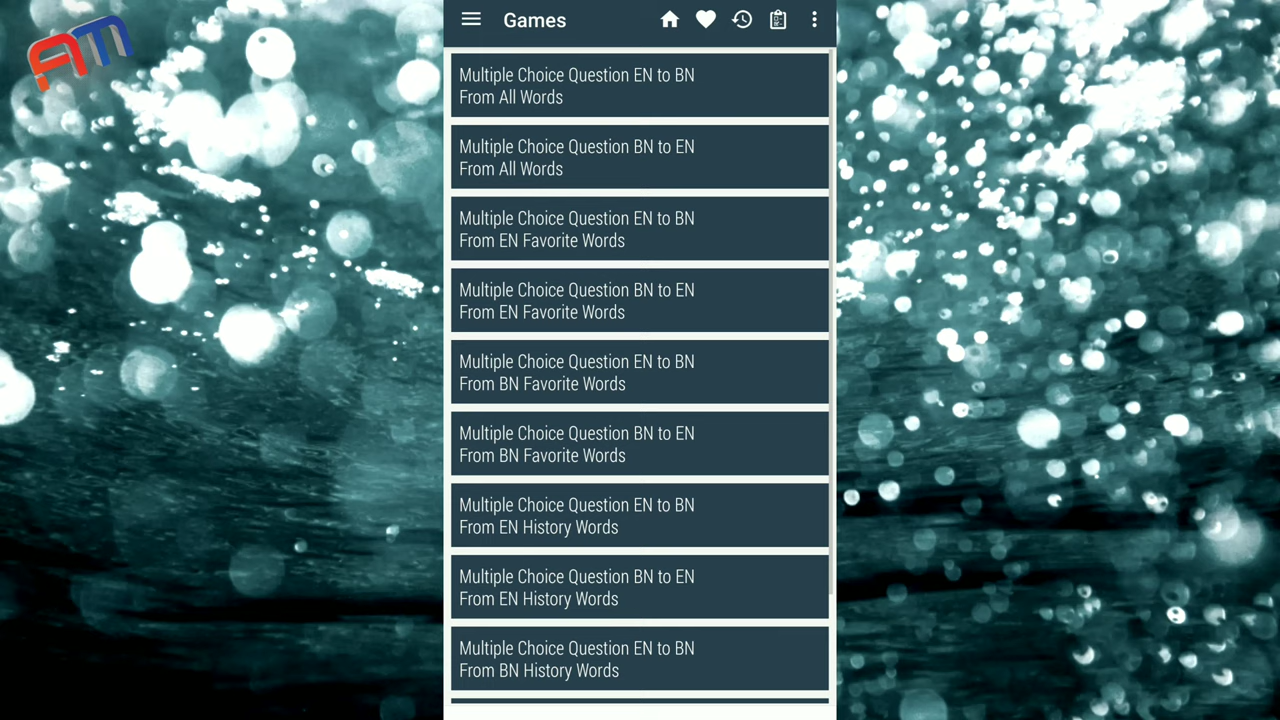 AM
Games
Multiple Choice Question EN to BN
From All Words
Multiple Choice Question BN to EN
From All Words
Multiple Choice Question EN to BN
From EN Favorite Words
Multiple Choice Question BN to EN
From EN Favorite Words
Multiple Choice Question EN to BN
From BN Favorite Words
Multiple Choice Question BN to EN
From BN Favorite Words
Multiple Choice Question EN to BN
From EN History Words
Multiple Choice Question BN to EN
From EN History Words
Multiple Choice Question EN to BN
From BN History Words